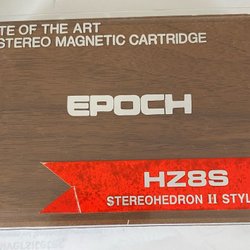 TE OF THE ART
STEREO MAGNETIC CARTRIDGE
EPOCH
HZ8S
STEREOHEDRON II STYL